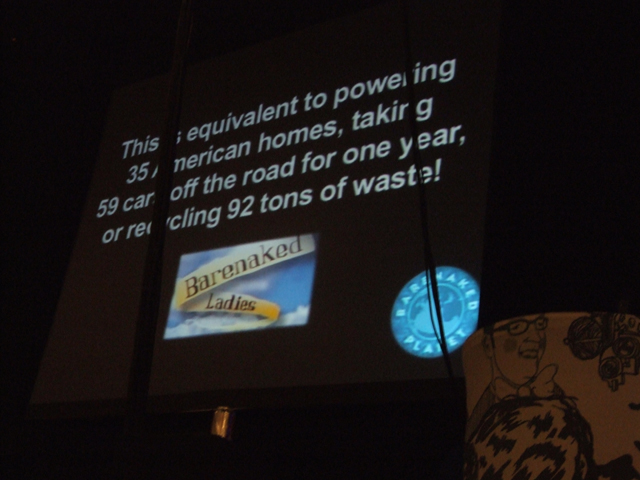 This is equivalent to powering
35 American homes, taking
59 cars off the road for one year,
or recycling 92 tons of waste!
Barenaked
Ladies
BARENAKED
PLANET